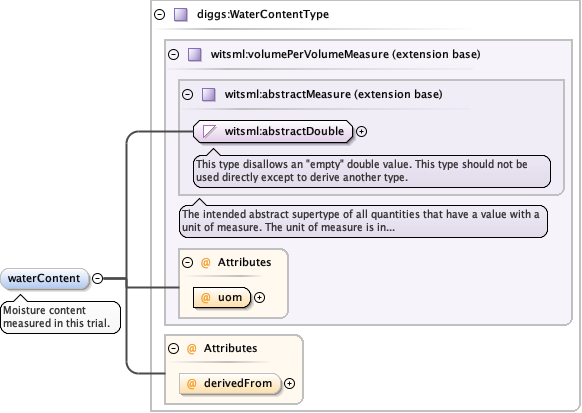 diggs:WaterContentType
witsml:volumePerVolumeMeasure (extension base)
witsml:abstractMeasure (extension base)
witsml:abstractDouble
This type disallows an "empty" double value. This type should not be
used directly except to derive another type.
The intended abstract supertype of all quantities that have a value with a
unit of measure. The unit of measure is in...
@ Attributes
@ uom
waterContent
Moisture content
measured in this trial.
@ Attributes
@ derivedFrom